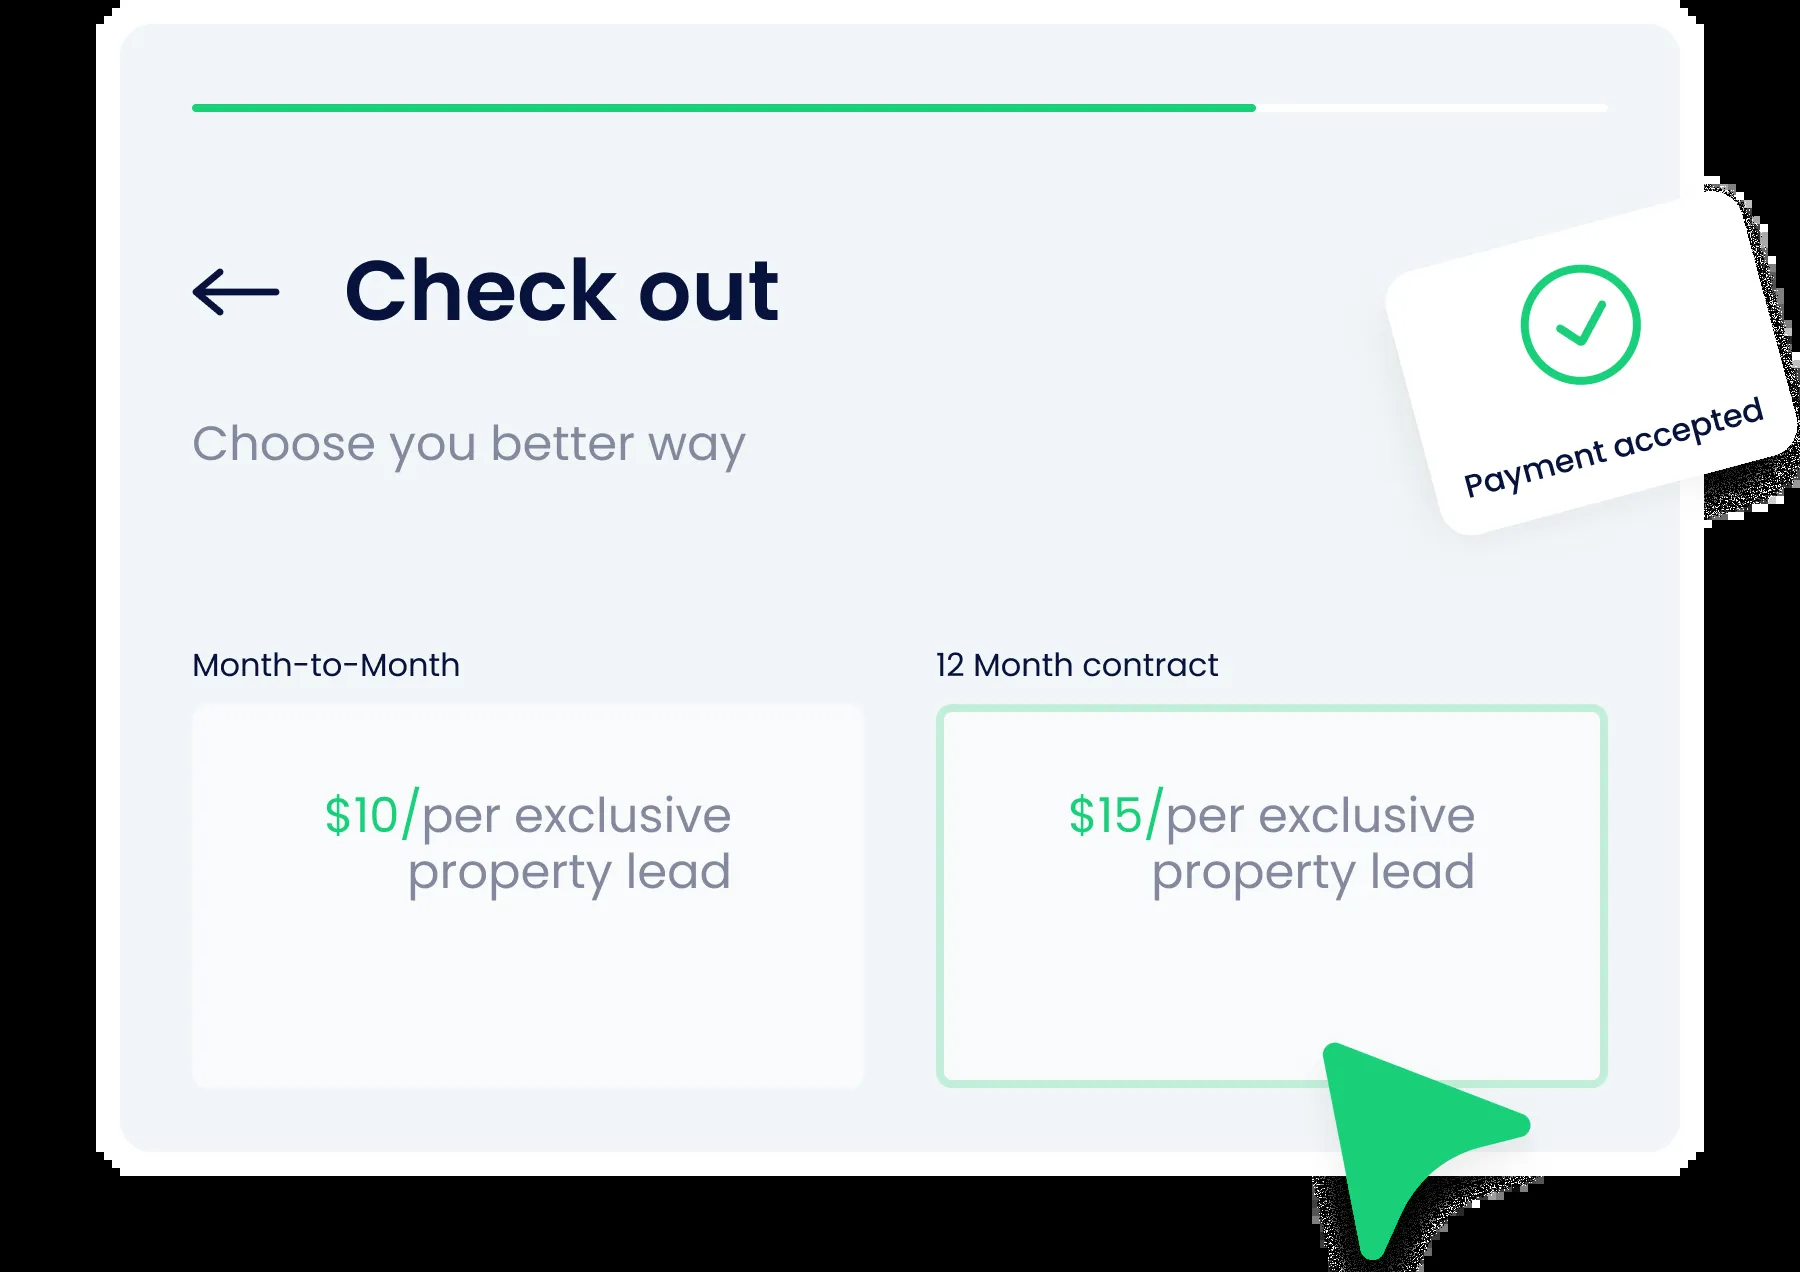 Check out
Choose you better way
Payment accepted
Month-to-Month
12 Month contract
$10/per exclusive
property lead
$15/per exclusive
property lead